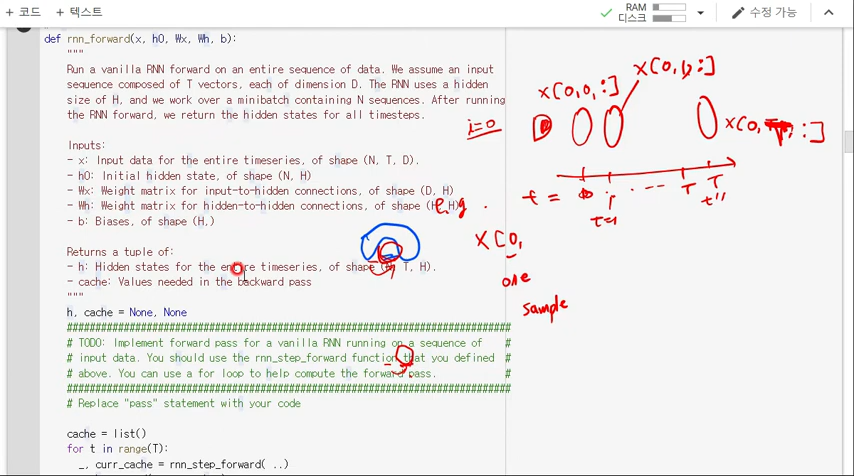 + 코드 + 텍스트
RAM
디스크
수정 가능
def rnn_forward(x, h0, Wx, Wh, b):
"""
Run a vanilla RNN forward on an entire sequence of data. We assume an input
sequence composed of T vectors, each of dimension D. The RNN uses a hidden
size of H, and we work over a minibatch containing N sequences. After running
the RNN forward, we return the hidden states for all timesteps.
Inputs:
- x: Input data for the entire timeseries, of shape (N, T, D).
- h0: Initial hidden state, of shape (N, H)
- Wx: Weight matrix for input-to-hidden connections, of shape (D, H)
- Wh: Weight matrix for hidden-to-hidden connections, of shape (H, H)
- b: Biases, of shape (H,)
Returns a tuple of:
- h: Hidden states for the entire timeseries, of shape (N, T, H).
- cache: Values needed in the backward pass
"""
h, cache = None, None
##############################################################################
# TODO: Implement forward pass for a vanilla RNN running on a sequence of #
# input data. You should use the rnn_step_forward function that you defined #
# above. You can use a for loop to help compute the forward pass. #
##############################################################################
# Replace "pass" statement with your code
cache = list()
for t in range(T):
_, curr_cache = rnn_step_forward( ..)
x[0,0,:]
x[0,1,:]
i=0
D
x[0, :]
t =
T
T
t=1
e.g.
x[0,
one
sample